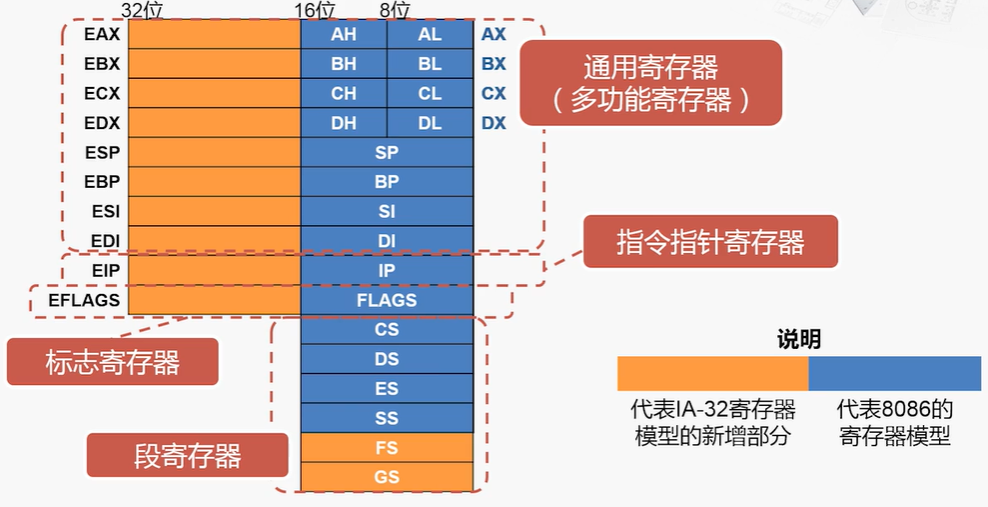 32位 16位 8位
EAX AH AL AX
EBX BH BL BX
ECX CH CL CX
EDX DH DL DX
ESP SP
EBP BP
ESI SI
EDI DI
EIP IP
EFLAGS FLAGS
CS
DS
ES
SS
FS
GS
通用寄存器
（多功能寄存器）
指令指针寄存器
标志寄存器
段寄存器
说明
代表IA-32寄存器
模型的新增部分
代表8086的
寄存器模型